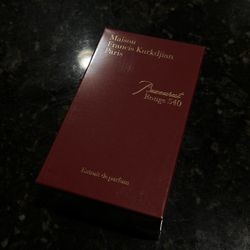 Maison
Francis Kurkdjian
Paris
Baccarat
Rouge 540
Extrait de parfum